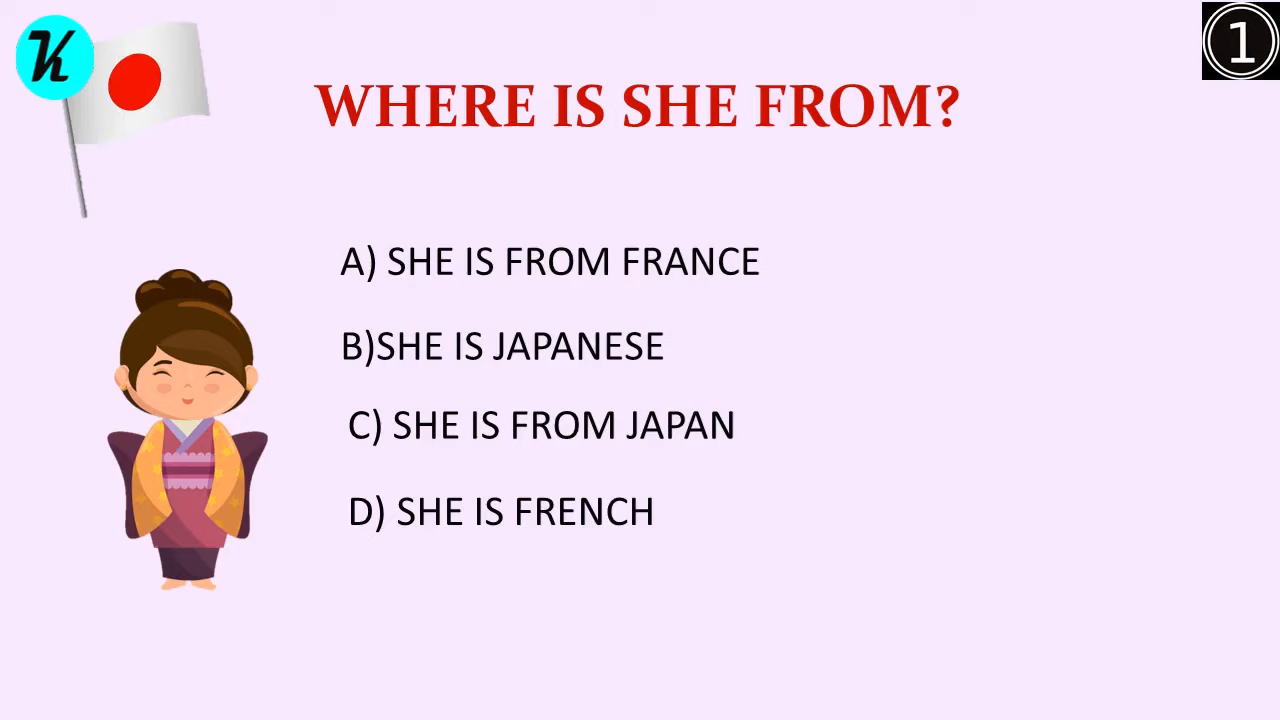 K
1
WHERE IS SHE FROM?
A) SHE IS FROM FRANCE
B)SHE IS JAPANESE
C) SHE IS FROM JAPAN
D) SHE IS FRENCH